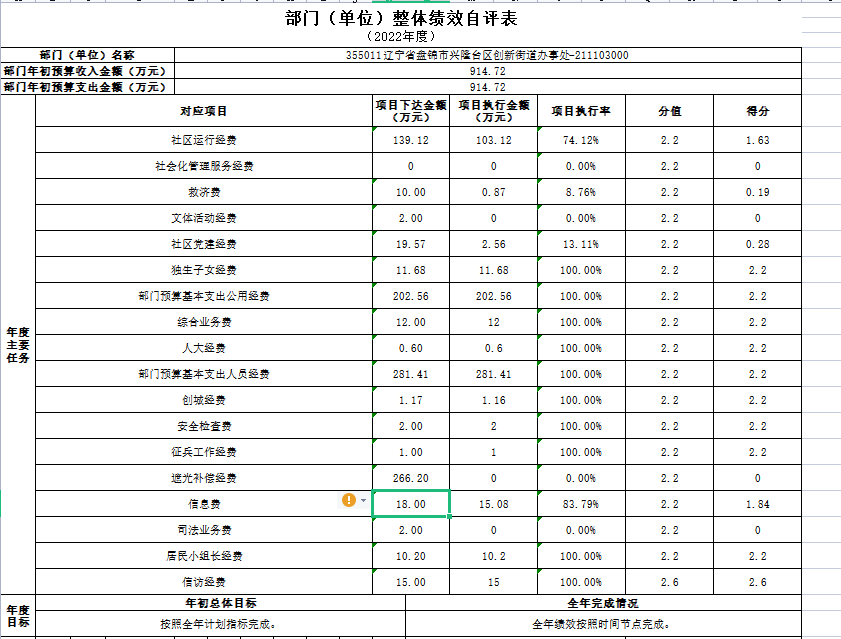 部门（单位）整体绩效自评表
（2022年度）
部门（单位）名称 355011辽宁省盘锦市兴隆台区创新街道办事处-211103000
部门年初预算收入金额（万元） 914.72
部门年初预算支出金额（万元） 914.72
年度主要任务
对应项目 项目下达金额（万元） 项目执行金额（万元） 项目执行率 分值 得分
社区运行经费 139.12 103.12 74.12% 2.2 1.63
社会化管理服务经费 0 0 0.00% 2.2 0
救济费 10.00 0.87 8.76% 2.2 0.19
文体活动经费 2.00 0 0.00% 2.2 0
社区党建经费 19.57 2.56 13.11% 2.2 0.28
独生子女经费 11.68 11.68 100.00% 2.2 2.2
部门预算基本支出公用经费 202.56 202.56 100.00% 2.2 2.2
综合业务费 12.00 12 100.00% 2.2 2.2
人大经费 0.60 0.6 100.00% 2.2 2.2
部门预算基本支出人员经费 281.41 281.41 100.00% 2.2 2.2
创城经费 1.17 1.16 100.00% 2.2 2.2
安全检查费 2.00 2 100.00% 2.2 2.2
征兵工作经费 1.00 1 100.00% 2.2 2.2
遮光补偿经费 266.20 0 0.00% 2.2 0
信息费 18.00 15.08 83.79% 2.2 1.84
司法业务费 2.00 0 0.00% 2.2 0
居民小组长经费 10.20 10.2 100.00% 2.2 2.2
信访经费 15.00 15 100.00% 2.6 2.6
年度目标
年初总体目标 全年完成情况
按照全年计划指标完成。 全年绩效按照时间节点完成。